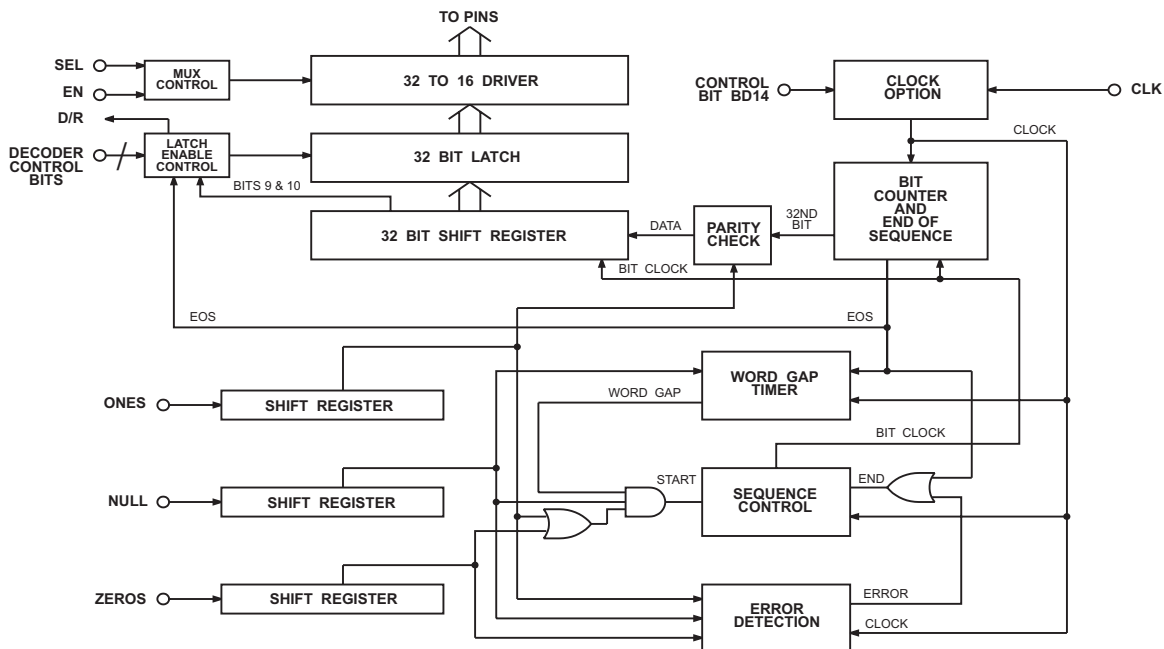 TO PINS
SEL
EN
MUX
CONTROL
32 TO 16 DRIVER
CONTROL
BIT BD14
CLOCK
OPTION
CLK
D/R
DECODER
CONTROL
BITS
LATCH
ENABLE
CONTROL
32 BIT LATCH
CLOCK
BITS 9 & 10
BIT
COUNTER
AND
END OF
SEQUENCE
32 BIT SHIFT REGISTER
DATA
PARITY
CHECK
32ND
BIT
BIT CLOCK
EOS
EOS
WORD GAP
TIMER
ONES
SHIFT REGISTER
WORD GAP
BIT CLOCK
NULL
SHIFT REGISTER
START
SEQUENCE
CONTROL
END
ZEROS
SHIFT REGISTER
ERROR
DETECTION
ERROR
CLOCK